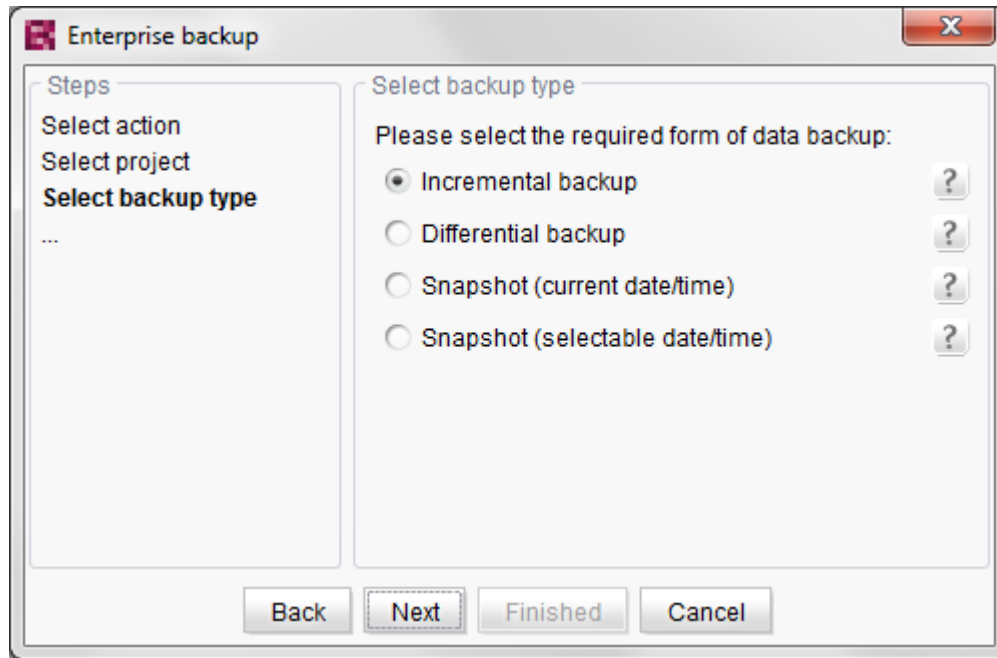 Enterprise backup
Steps
Select action
Select project
Select backup type
...
Select backup type
Please select the required form of data backup:
Incremental backup ?
Differential backup ?
Snapshot (current date/time) ?
Snapshot (selectable date/time) ?
Back Next Finished Cancel